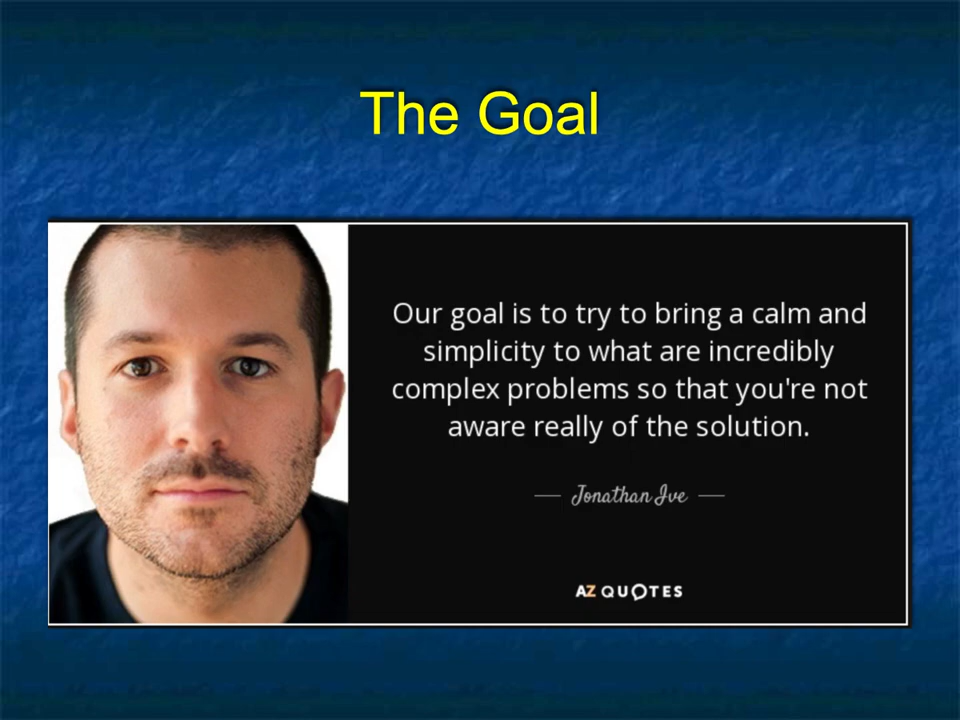 The Goal
Our goal is to try to bring a calm and
simplicity to what are incredibly
complex problems so that you're not
aware really of the solution.
Jonathan Ive
AZ QUOTES